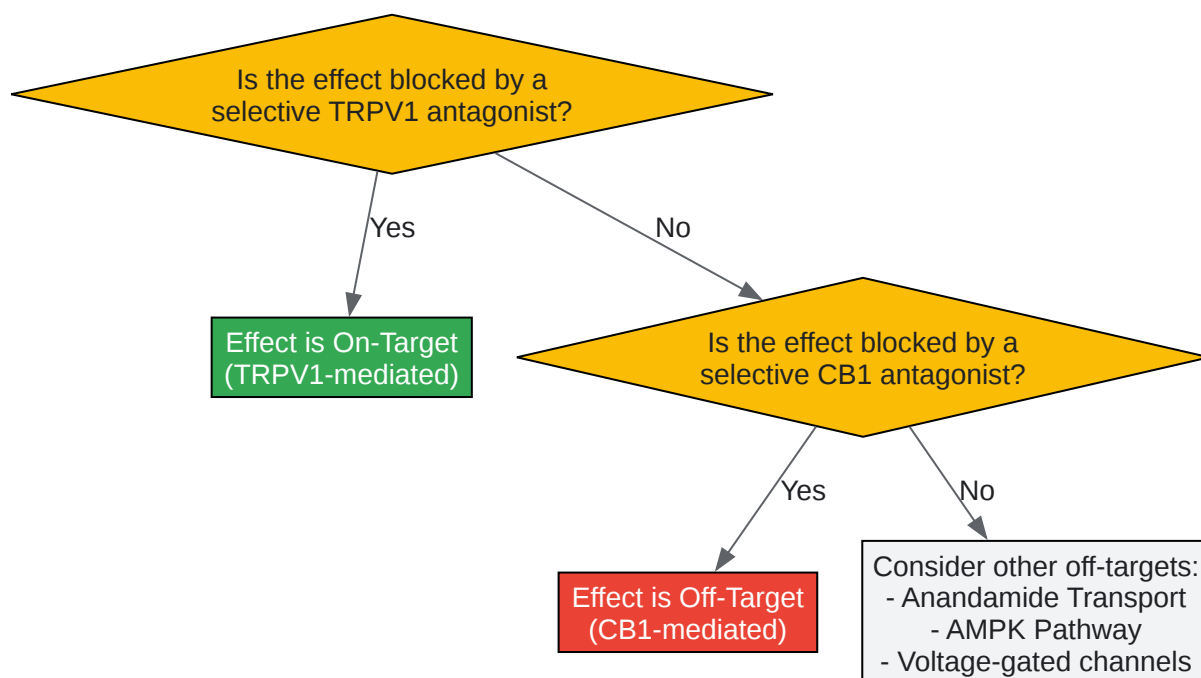 Is the effect blocked by a
selective TRPV1 antagonist?
Yes
No
Effect is On-Target
(TRPV1-mediated)
Is the effect blocked by a
selective CB1 antagonist?
Yes
No
Effect is Off-Target
(CB1-mediated)
Consider other off-targets:
- Anandamide Transport
- AMPK Pathway
- Voltage-gated channels